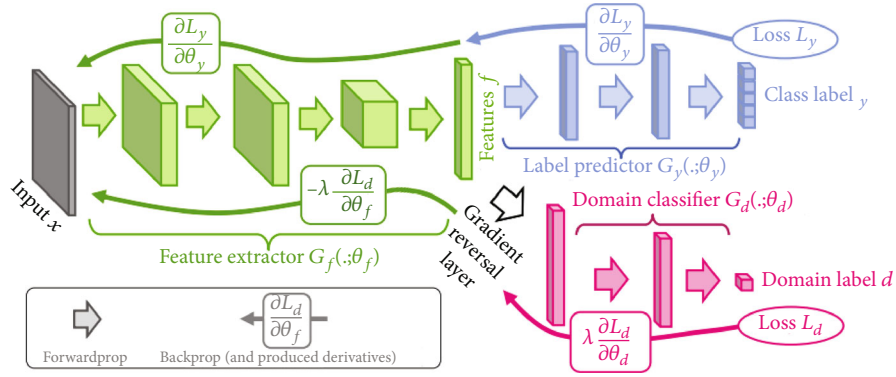 ∂L_y
∂θ_y
∂L_y
∂θ_y
Loss L_y
Features f
Class label y
Label predictor G_y(.;θ_y)
Input x
−λ ∂L_d
∂θ_f
Feature extractor G_f(.;θ_f)
Gradient
reversal
layer
Domain classifier G_d(.;θ_d)
Domain label d
λ ∂L_d
∂θ_d
Loss L_d
∂L_d
∂θ_f
Forwardprop
Backprop (and produced derivatives)